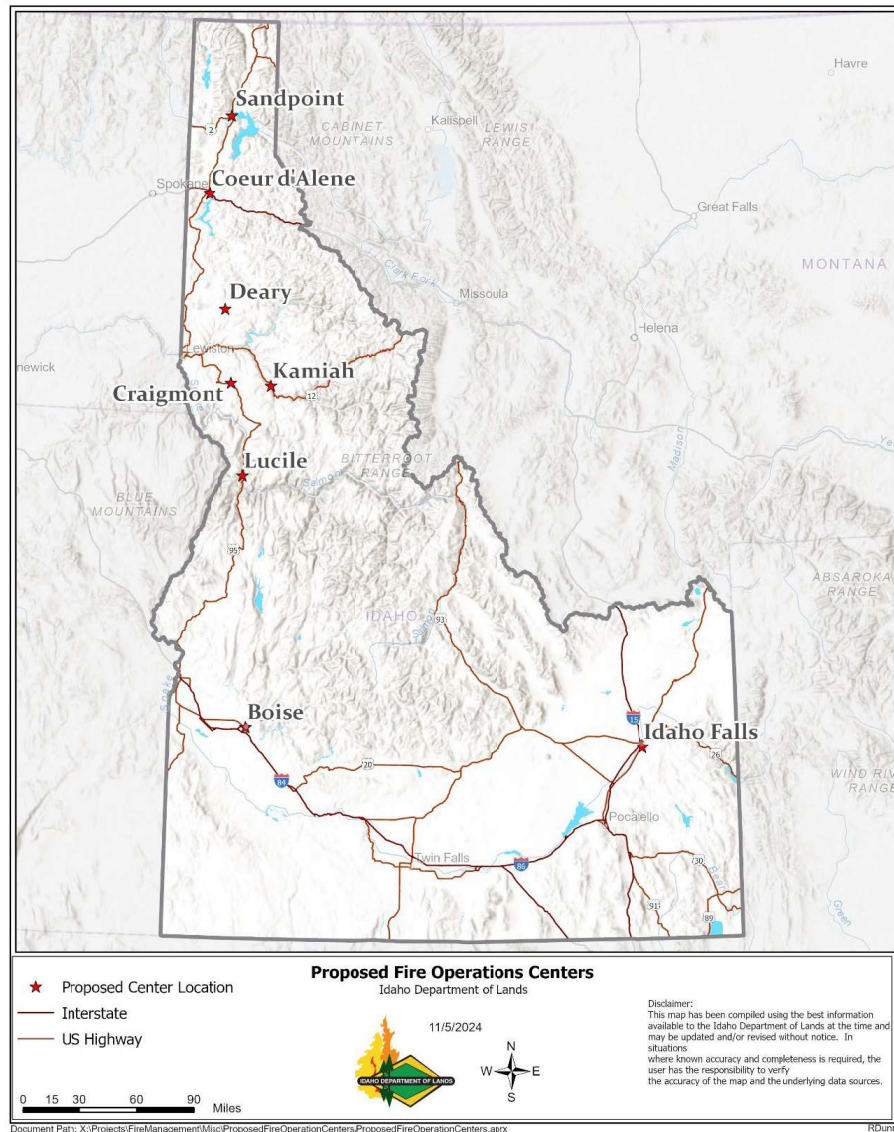 Havre
Sandpoint
2
CABINET
MOUNTAINS
Kalispell
LEWIS
RANGE
Spokane
Coeur d'Alene
Great Falls
MONTANA
Clark Fork
Missoula
Deary
Helena
Lewiston
newick
Kamiah
Craigmont
12
Lucile
BITTERROOT
RANGE
Salmon
Madison
BLUE
MOUNTAINS
95
ABSAROKA
RANGE
IDAHO
Salmon
93
Snake
Boise
15
Idaho Falls
26
20
84
WIND RIVER
RANGE
Pocatello
Twin Falls
86
30
Bear
91
89
Green
Proposed Center Location
Interstate
US Highway
0 15 30 60 90
Miles
Proposed Fire Operations Centers
Idaho Department of Lands
11/5/2024
IDAHO DEPARTMENT OF LANDS
N
W E
S
Disclaimer:
This map has been compiled using the best information
available to the Idaho Department of Lands at the time and
may be updated and/or revised without notice. In
situations
where known accuracy and completeness is required, the
user has the responsibility to verify
the accuracy of the map and the underlying data sources.
Document Path: X:\Projects\FireManagement\Misc\ProposedFireOperationCenters\ProposedFireOperationCenters.aprx